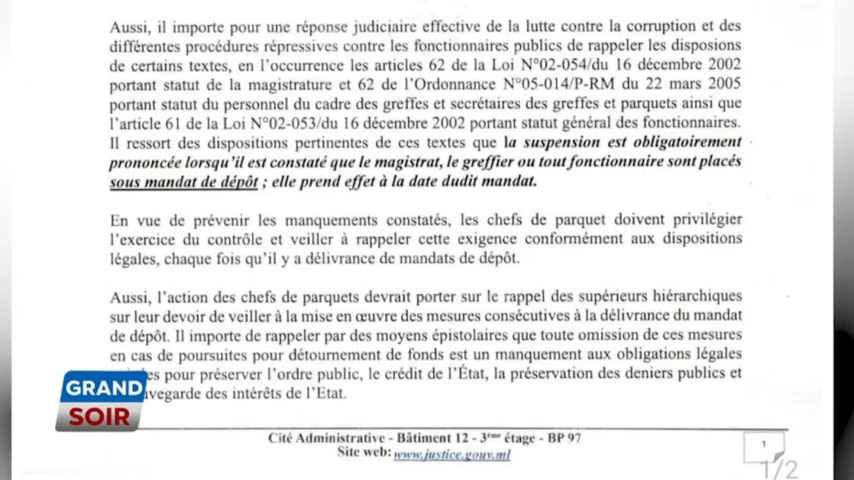 Aussi, il importe pour une réponse judiciaire effective de la lutte contre la corruption et des
différentes procédures répressives contre les fonctionnaires publics de rappeler les disposions
de certains textes, en l'occurrence les articles 62 de la Loi N°02-054/du 16 décembre 2002
portant statut de la magistrature et 62 de l'Ordonnance N°05-014/P-RM du 22 mars 2005
portant statut du personnel du cadre des greffes et secrétaires des greffes et parquets ainsi que
l'article 61 de la Loi N°02-053/du 16 décembre 2002 portant statut général des fonctionnaires.
Il ressort des dispositions pertinentes de ces textes que la suspension est obligatoirement
prononcée lorsqu'il est constaté que le magistrat, le greffier ou tout fonctionnaire sont placés
sous mandat de dépôt ; elle prend effet à la date dudit mandat.
En vue de prévenir les manquements constatés, les chefs de parquet doivent privilégier
l'exercice du contrôle et veiller à rappeler cette exigence conformément aux dispositions
légales, chaque fois qu'il y a délivrance de mandats de dépôt.
Aussi, l'action des chefs de parquets devrait porter sur le rappel des supérieurs hiérarchiques
sur leur devoir de veiller à la mise en œuvre des mesures consécutives à la délivrance du mandat
de dépôt. Il importe de rappeler par des moyens épistolaires que toute omission de ces mesures
en cas de poursuites pour détournement de fonds est un manquement aux obligations légales
pour préserver l'ordre public, le crédit de l'État, la préservation des deniers publics et
des intérêts de l'Etat.
GRAND
SOIR
Cité Administrative - Bâtiment 12 - 3ème étage - BP 97
Site web: www.justice.gouv.ml
1
1/2